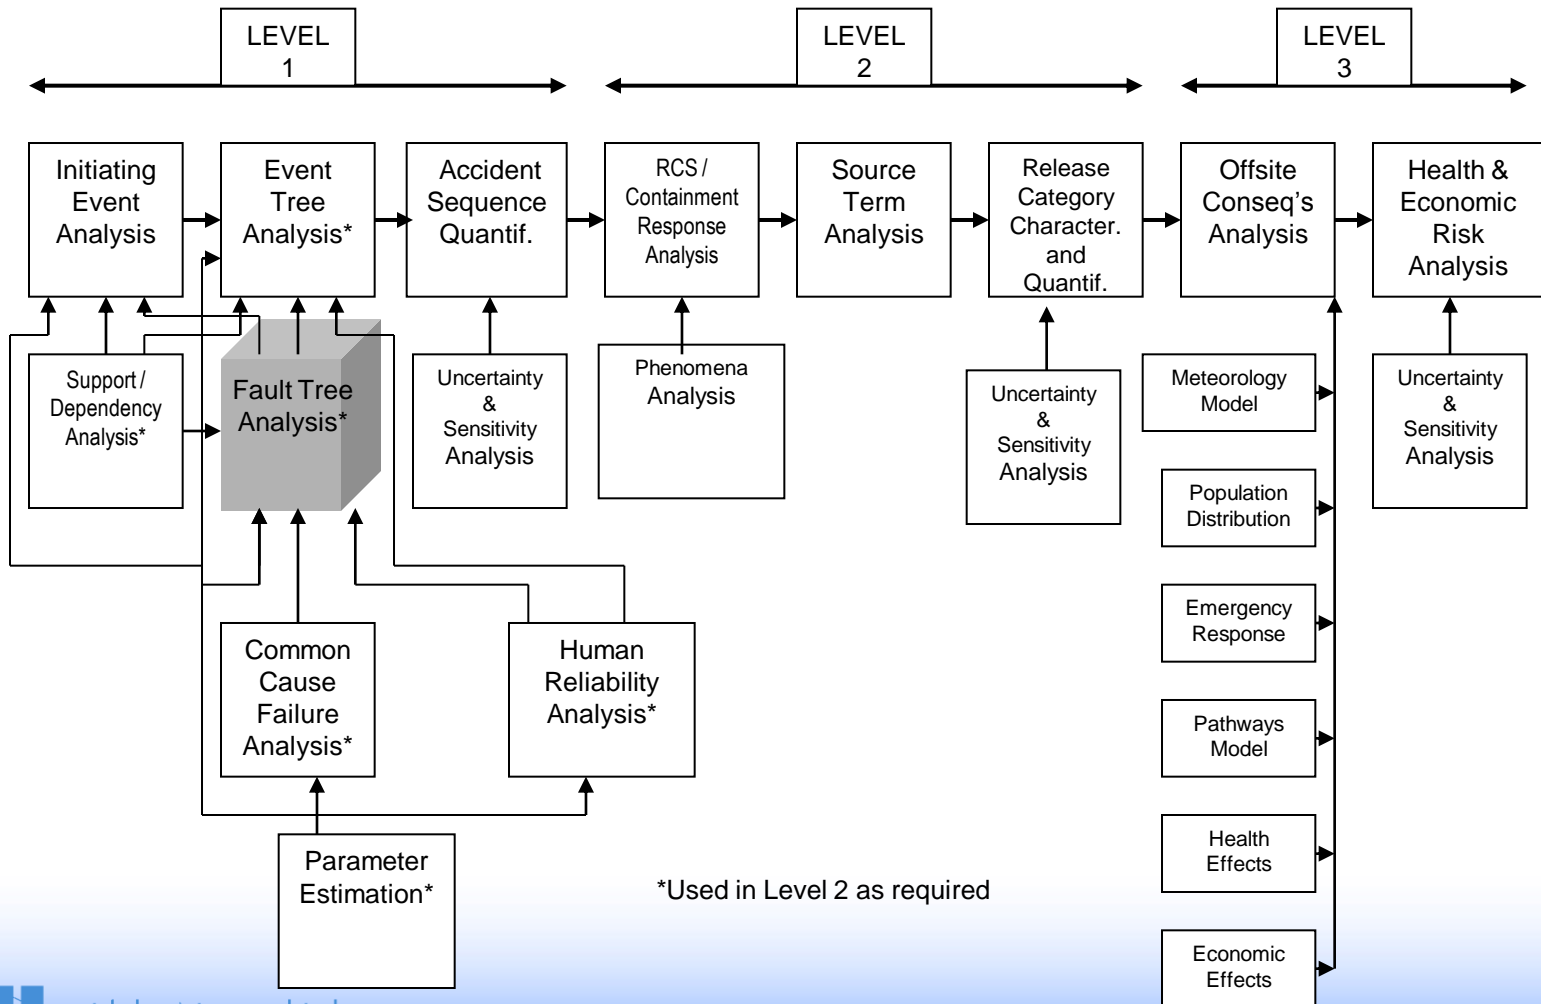 LEVEL
1
LEVEL
2
LEVEL
3
Initiating
Event
Analysis
Event
Tree
Analysis*
Accident
Sequence
Quantif.
RCS /
Containment
Response
Analysis
Source
Term
Analysis
Release
Category
Character.
and
Quantif.
Offsite
Conseq's
Analysis
Health &
Economic
Risk
Analysis
Support /
Dependency
Analysis*
Fault Tree
Analysis*
Uncertainty
&
Sensitivity
Analysis
Phenomena
Analysis
Uncertainty
&
Sensitivity
Analysis
Meteorology
Model
Uncertainty
&
Sensitivity
Analysis
Population
Distribution
Emergency
Response
Common
Cause
Failure
Analysis*
Human
Reliability
Analysis*
Pathways
Model
Parameter
Estimation*
*Used in Level 2 as required
Health
Effects
Economic
Effects